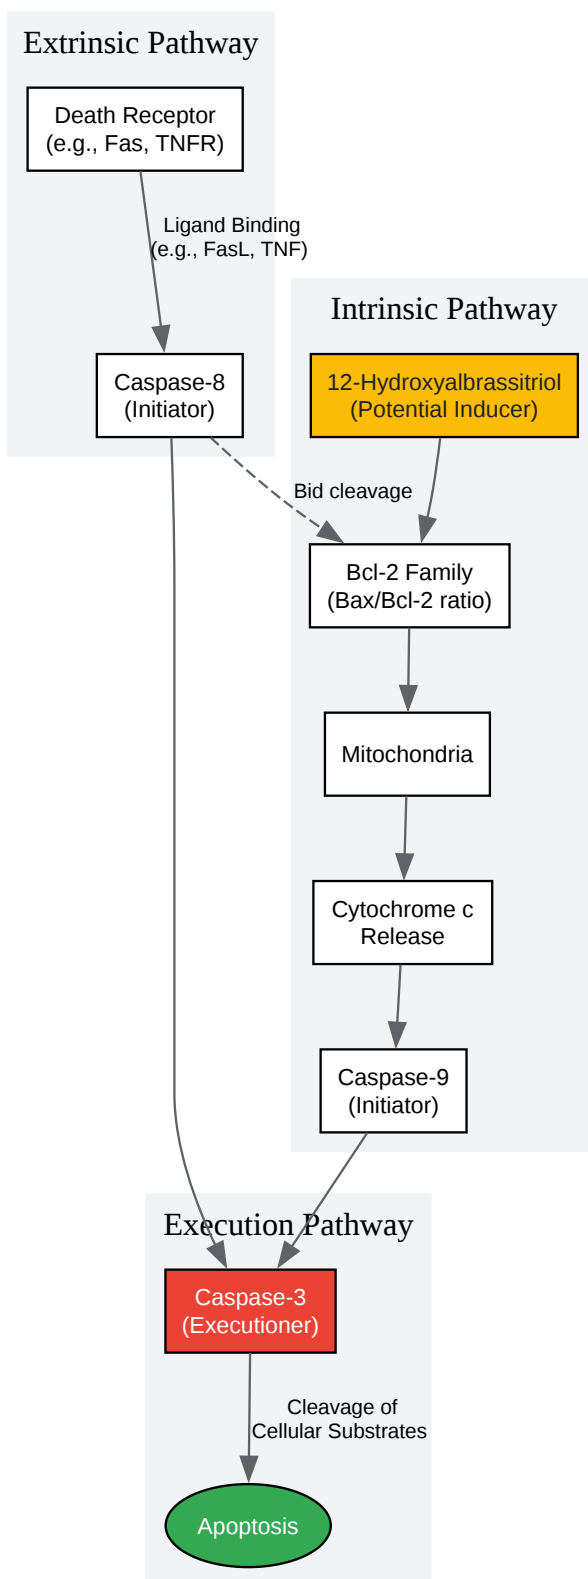 Extrinsic Pathway
Death Receptor
(e.g., Fas, TNFR)
Ligand Binding
(e.g., FasL, TNF)
Intrinsic Pathway
Caspase-8
(Initiator)
12-Hydroxyalbrassitriol
(Potential Inducer)
Bid cleavage
Bcl-2 Family
(Bax/Bcl-2 ratio)
Mitochondria
Cytochrome c
Release
Caspase-9
(Initiator)
Execution Pathway
Caspase-3
(Executioner)
Cleavage of
Cellular Substrates
Apoptosis